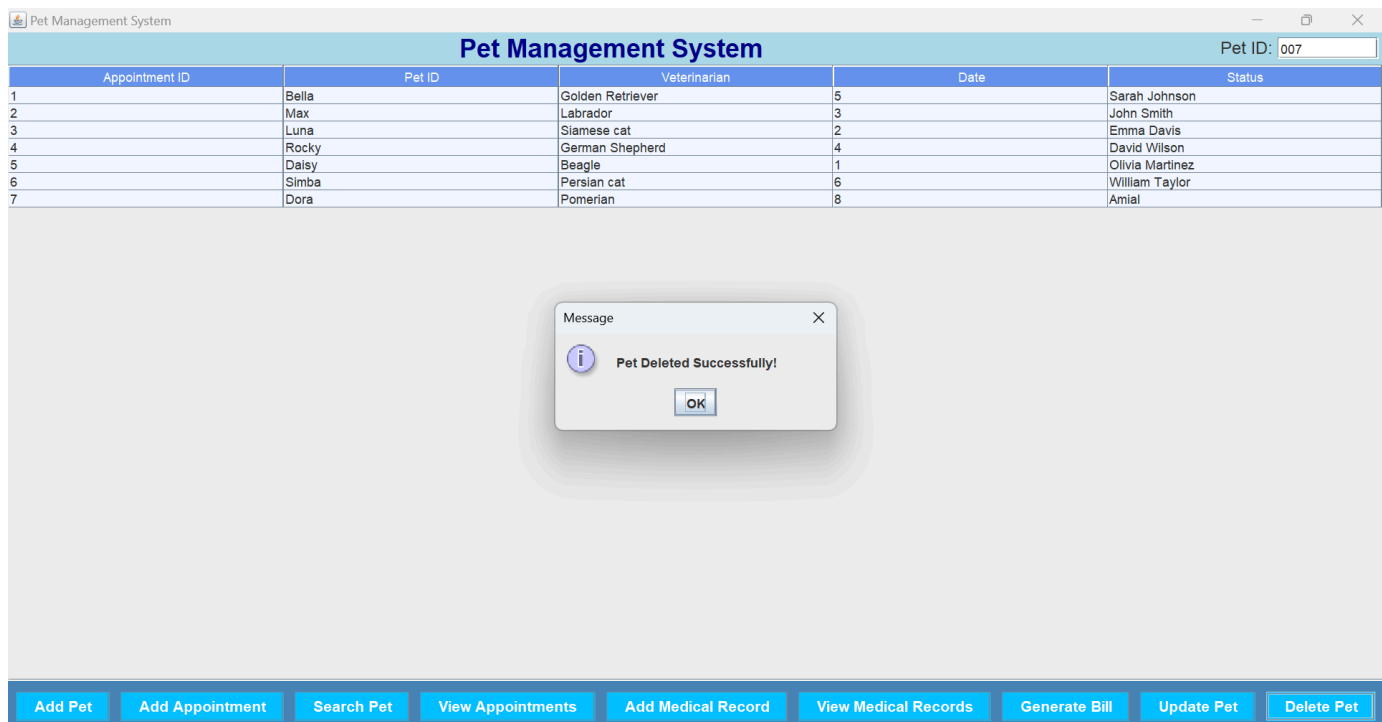 Pet Management System
Pet Management System Pet ID: 007
Appointment ID Pet ID Veterinarian Date Status
1 Bella Golden Retriever 5 Sarah Johnson
2 Max Labrador 3 John Smith
3 Luna Siamese cat 2 Emma Davis
4 Rocky German Shepherd 4 David Wilson
5 Daisy Beagle 1 Olivia Martinez
6 Simba Persian cat 6 William Taylor
7 Dora Pomerian 8 Amial
Message
i Pet Deleted Successfully!
OK
Add Pet Add Appointment Search Pet View Appointments Add Medical Record View Medical Records Generate Bill Update Pet Delete Pet